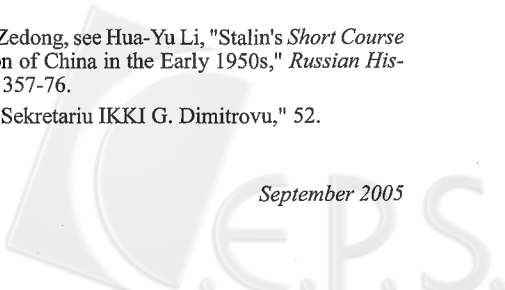 Zedong, see Hua-Yu Li, "Stalin's Short Course
n of China in the Early 1950s," Russian His-
357-76.
Sekretariu IKKI G. Dimitrovu," 52.
September 2005
C.E.P.S.